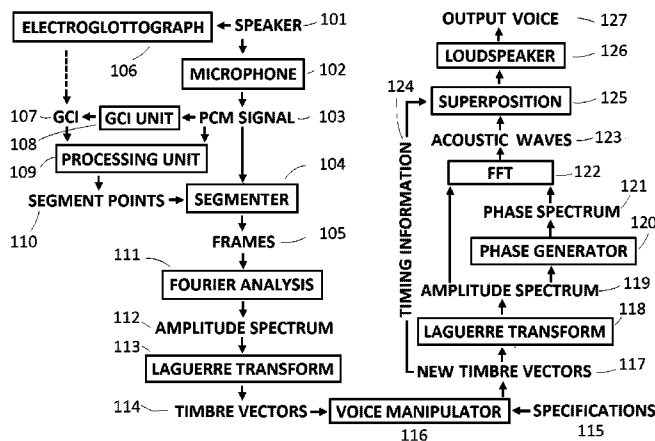 ELECTROGLOTTOGRAPH
SPEAKER
101
106
MICROPHONE
102
107
GCI
GCI UNIT
PCM SIGNAL
103
108
PROCESSING UNIT
109
104
SEGMENT POINTS
SEGMENTER
110
FRAMES
105
111
FOURIER ANALYSIS
112
AMPLITUDE SPECTRUM
113
LAGUERRE TRANSFORM
114
TIMBRE VECTORS
VOICE MANIPULATOR
116
SPECIFICATIONS
115
OUTPUT VOICE
127
LOUDSPEAKER
126
124
SUPERPOSITION
125
ACOUSTIC WAVES
123
FFT
122
TIMING INFORMATION
121
PHASE SPECTRUM
120
PHASE GENERATOR
AMPLITUDE SPECTRUM
119
LAGUERRE TRANSFORM
118
NEW TIMBRE VECTORS
117